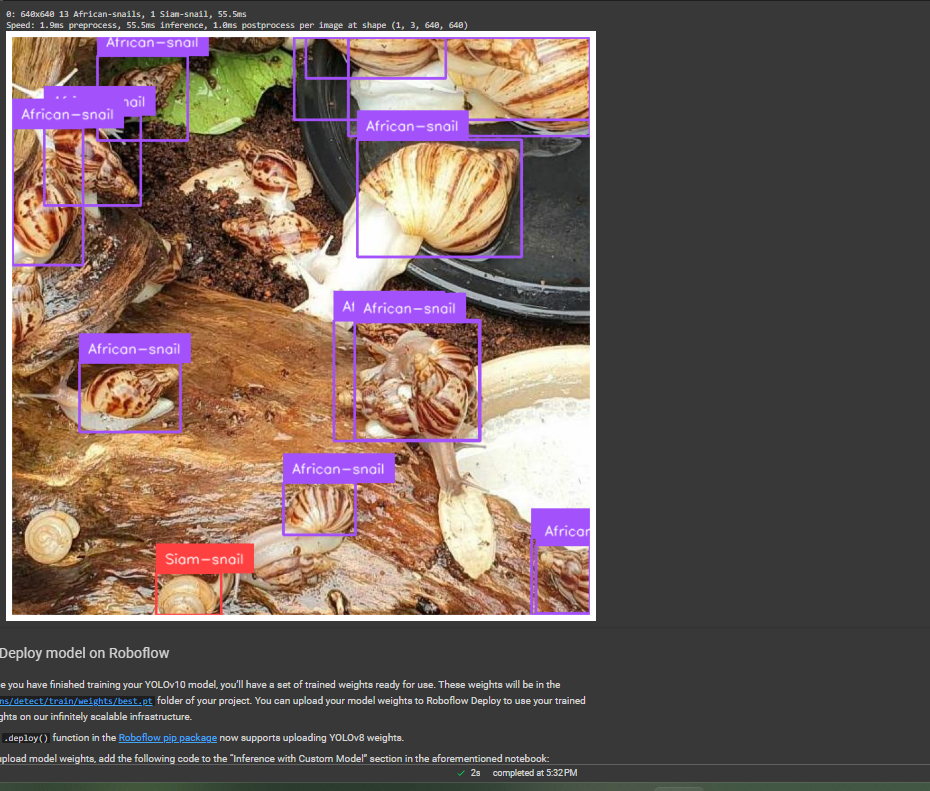 0: 640x640 13 African-snails, 1 Siam-snail, 55.5ms
Speed: 1.9ms preprocess, 55.5ms inference, 1.0ms postprocess per image at shape (1, 3, 640, 640)
African-snail
African-snail
African-snail
African-snail
African-snail
African-snail
Siam-snail
Deploy model on Roboflow
you have finished training your YOLOv10 model, you'll have a set of trained weights ready for use. These weights will be in the
ns/detect/train/weights/best.pt folder of your project. You can upload your model weights to Roboflow Deploy to use your trained
ghts on our infinitely scalable infrastructure.
.deploy() function in the Roboflow pip package now supports uploading YOLOv8 weights.
upload model weights, add the following code to the "Inference with Custom Model" section in the aforementioned notebook:
2s completed at 5:32 PM